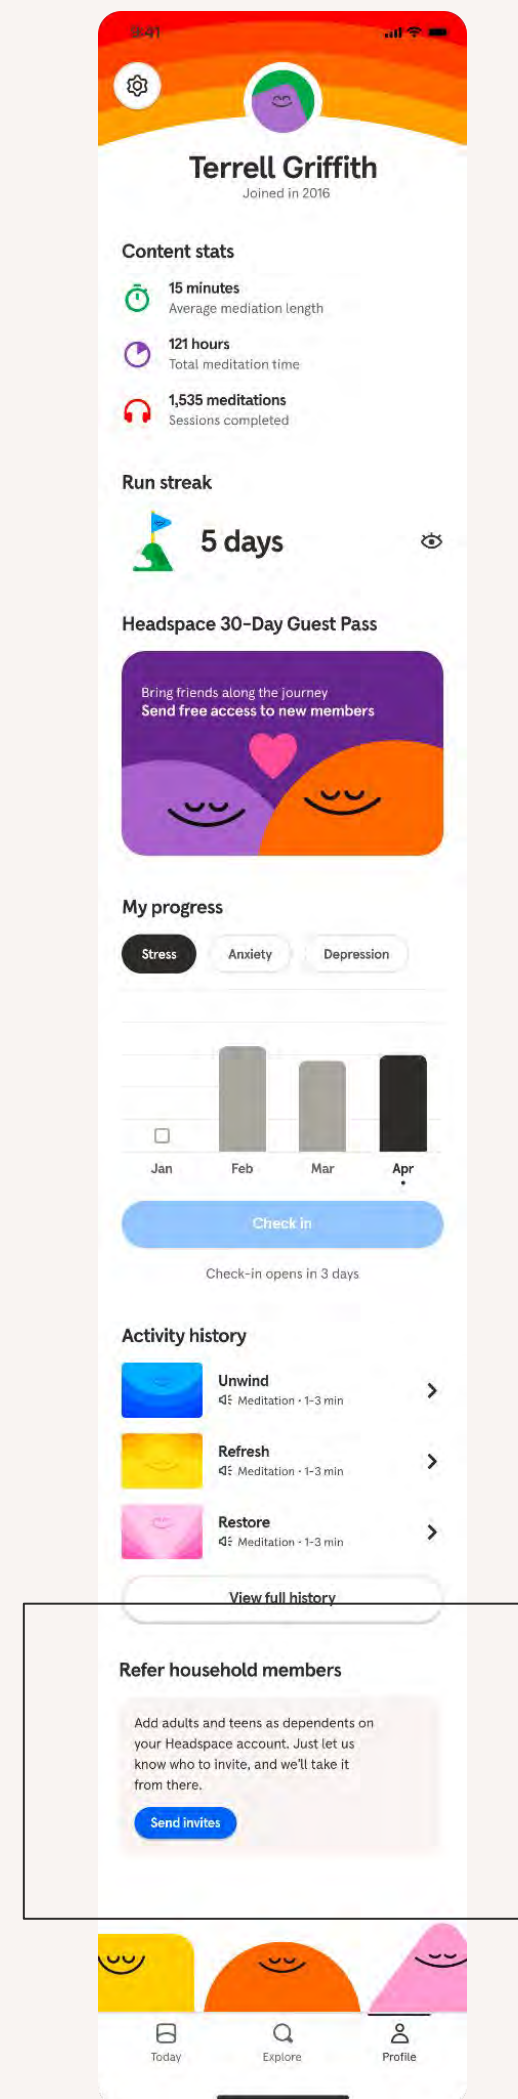 9:41
Terrell Griffith
Joined in 2016
Content stats
15 minutes
Average mediation length
121 hours
Total meditation time
1,535 meditations
Sessions completed
Run streak
5 days
Headspace 30-Day Guest Pass
Bring friends along the journey
Send free access to new members
My progress
Stress Anxiety Depression
Jan Feb Mar Apr
Check in
Check-in opens in 3 days
Activity history
Unwind
Meditation • 1-3 min
Refresh
Meditation • 1-3 min
Restore
Meditation • 1-3 min
View full history
Refer household members
Add adults and teens as dependents on
your Headspace account. Just let us
know who to invite, and we'll take it
from there.
Send invites
Today Explore Profile